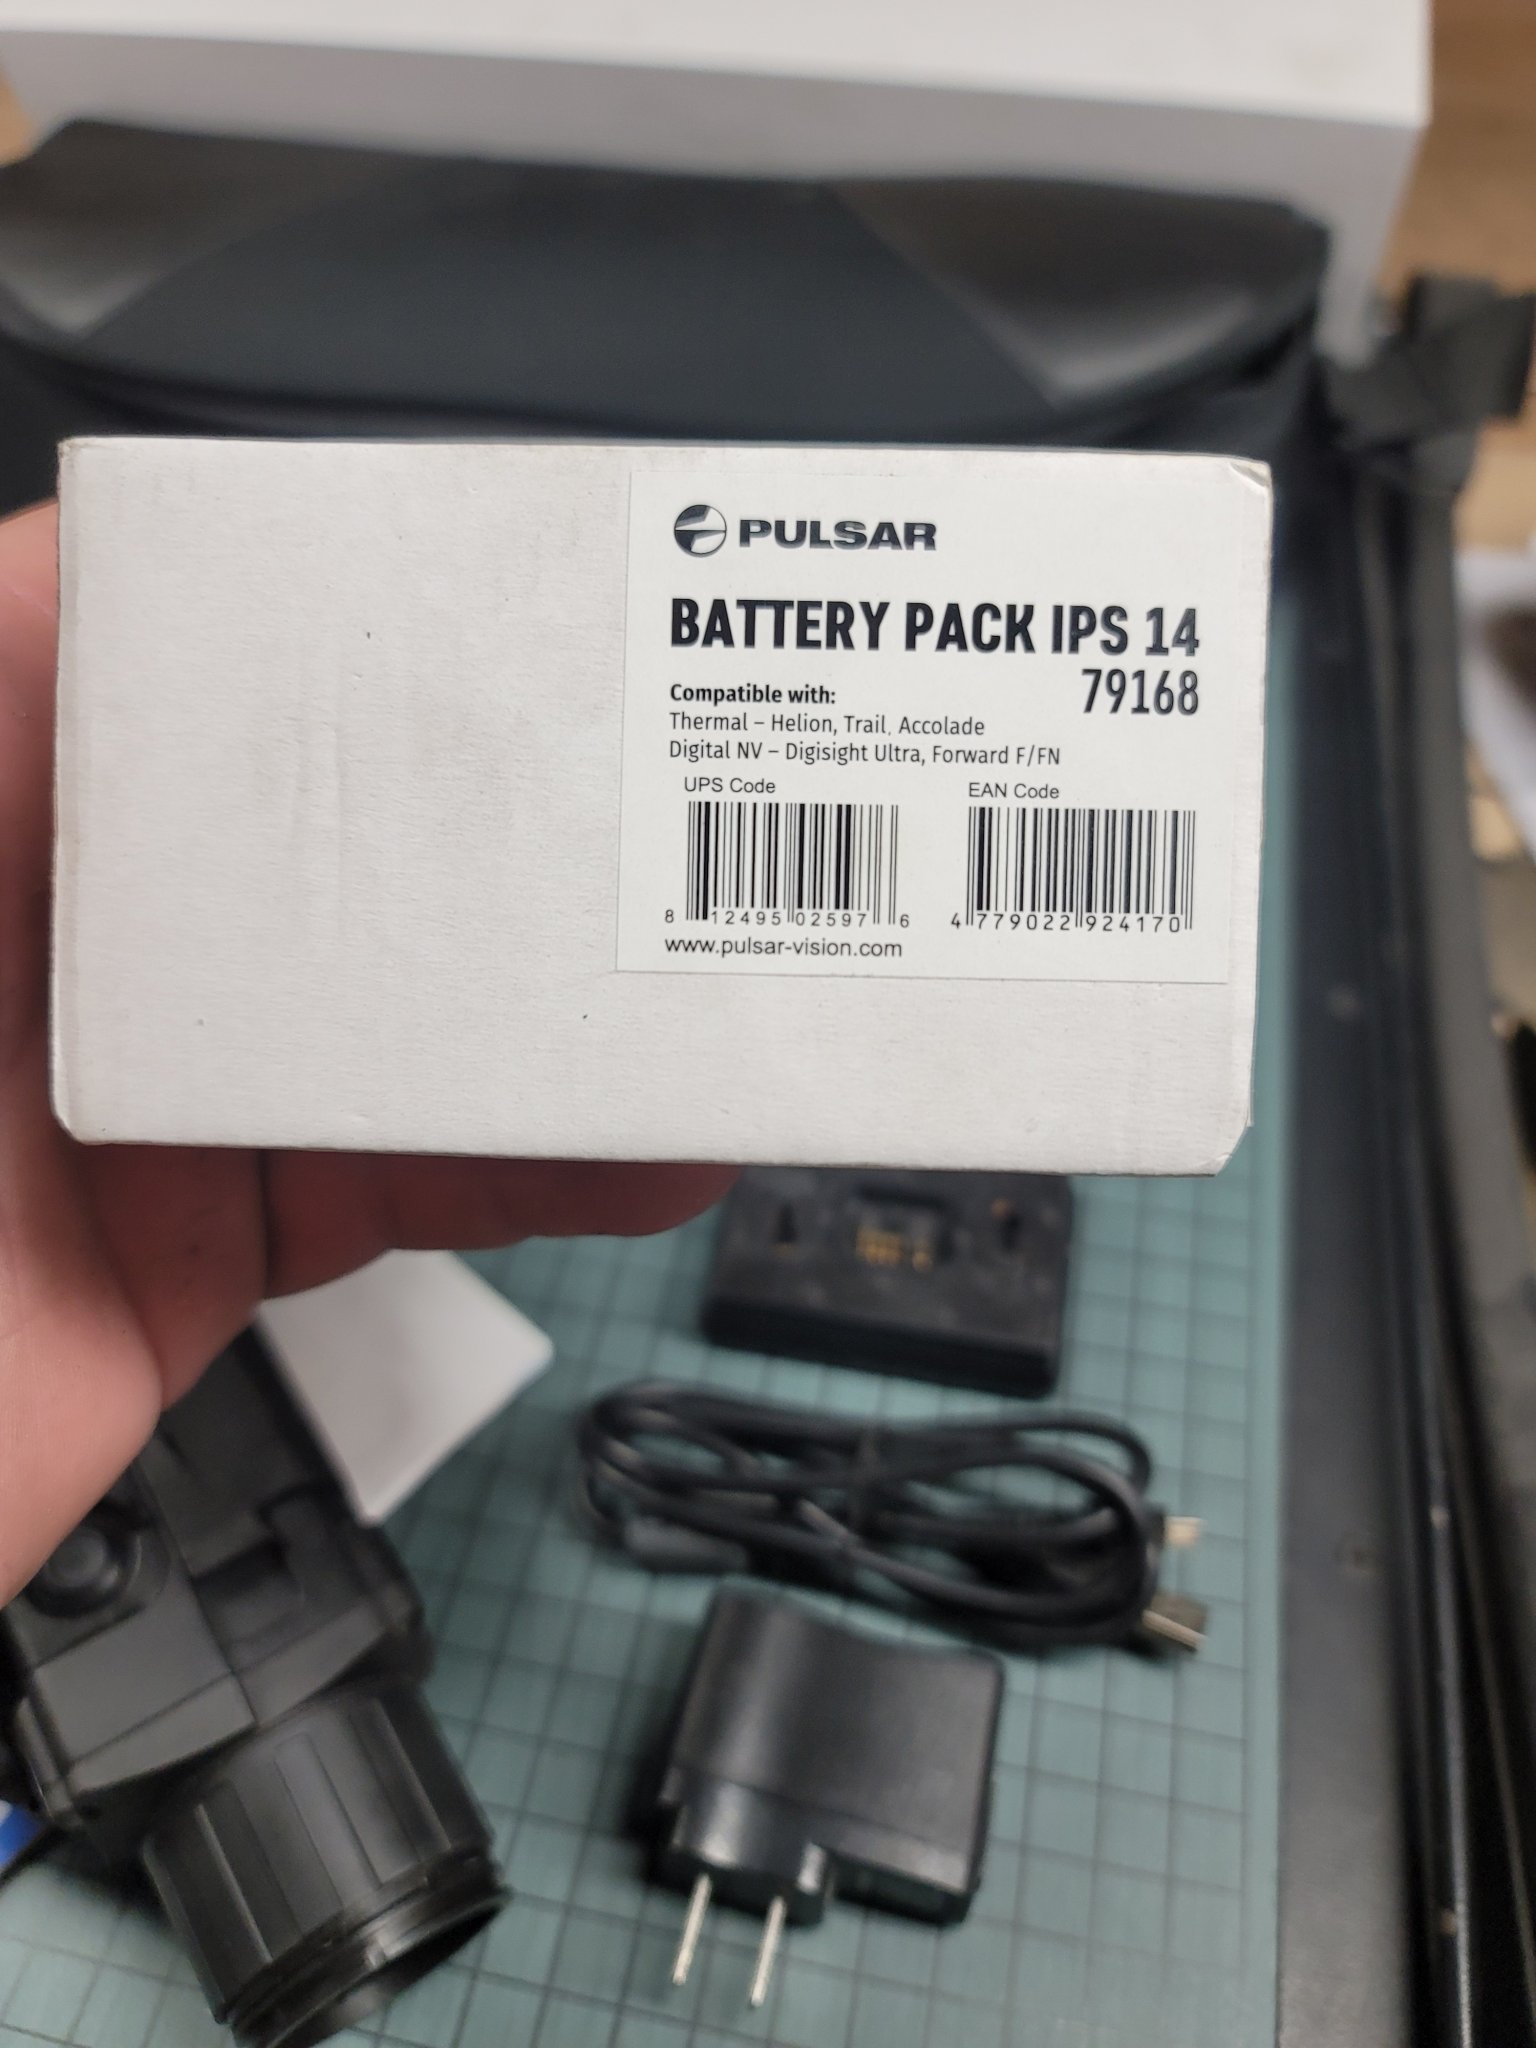 PULSAR
BATTERY PACK IPS 14
79168
Compatible with:
Thermal – Helion, Trail, Accolade
Digital NV – Digisight Ultra, Forward F/FN
UPS Code
EAN Code
8 12495 02597 6
4 779022 924170
www.pulsar-vision.com